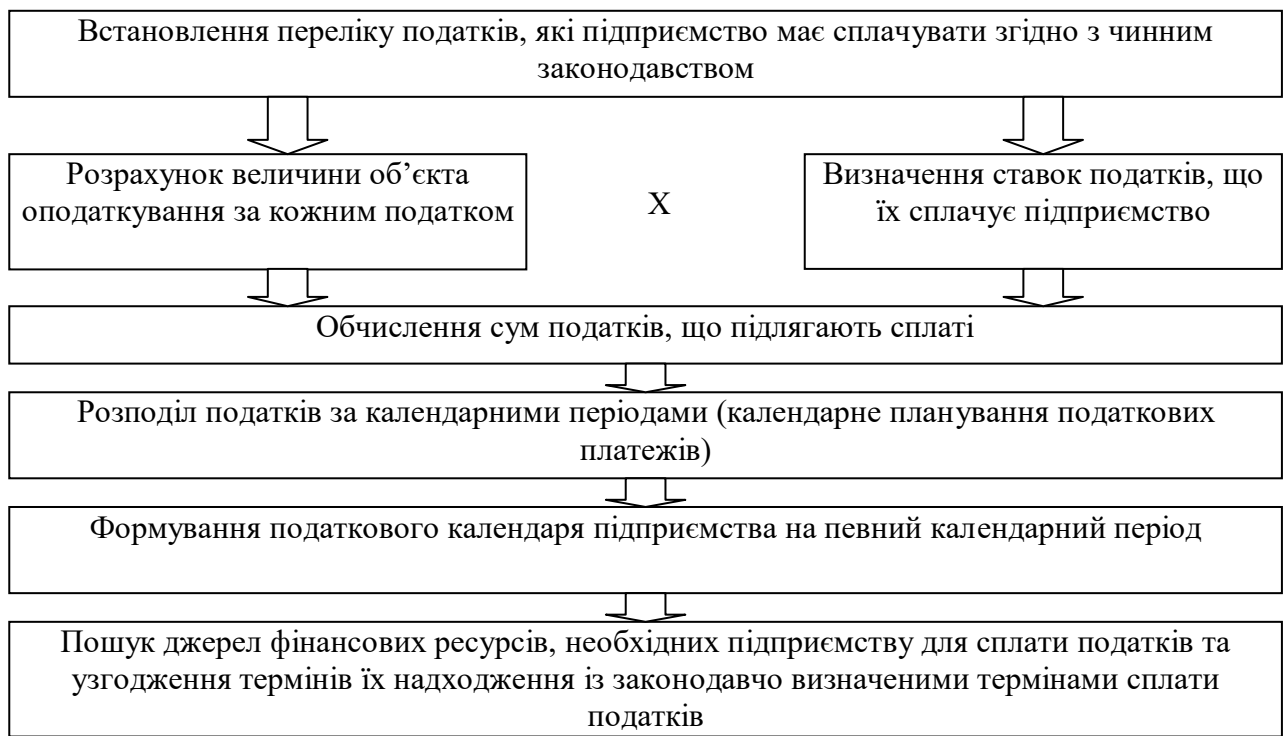 Встановлення переліку податків, які підприємство має сплачувати згідно з чинним
законодавством
Розрахунок величини об’єкта
оподаткування за кожним податком
Х
Визначення ставок податків, що
їх сплачує підприємство
Обчислення сум податків, що підлягають сплаті
Розподіл податків за календарними періодами (календарне планування податкових
платежів)
Формування податкового календаря підприємства на певний календарний період
Пошук джерел фінансових ресурсів, необхідних підприємству для сплати податків та
узгодження термінів їх надходження із законодавчо визначеними термінами сплати
податків